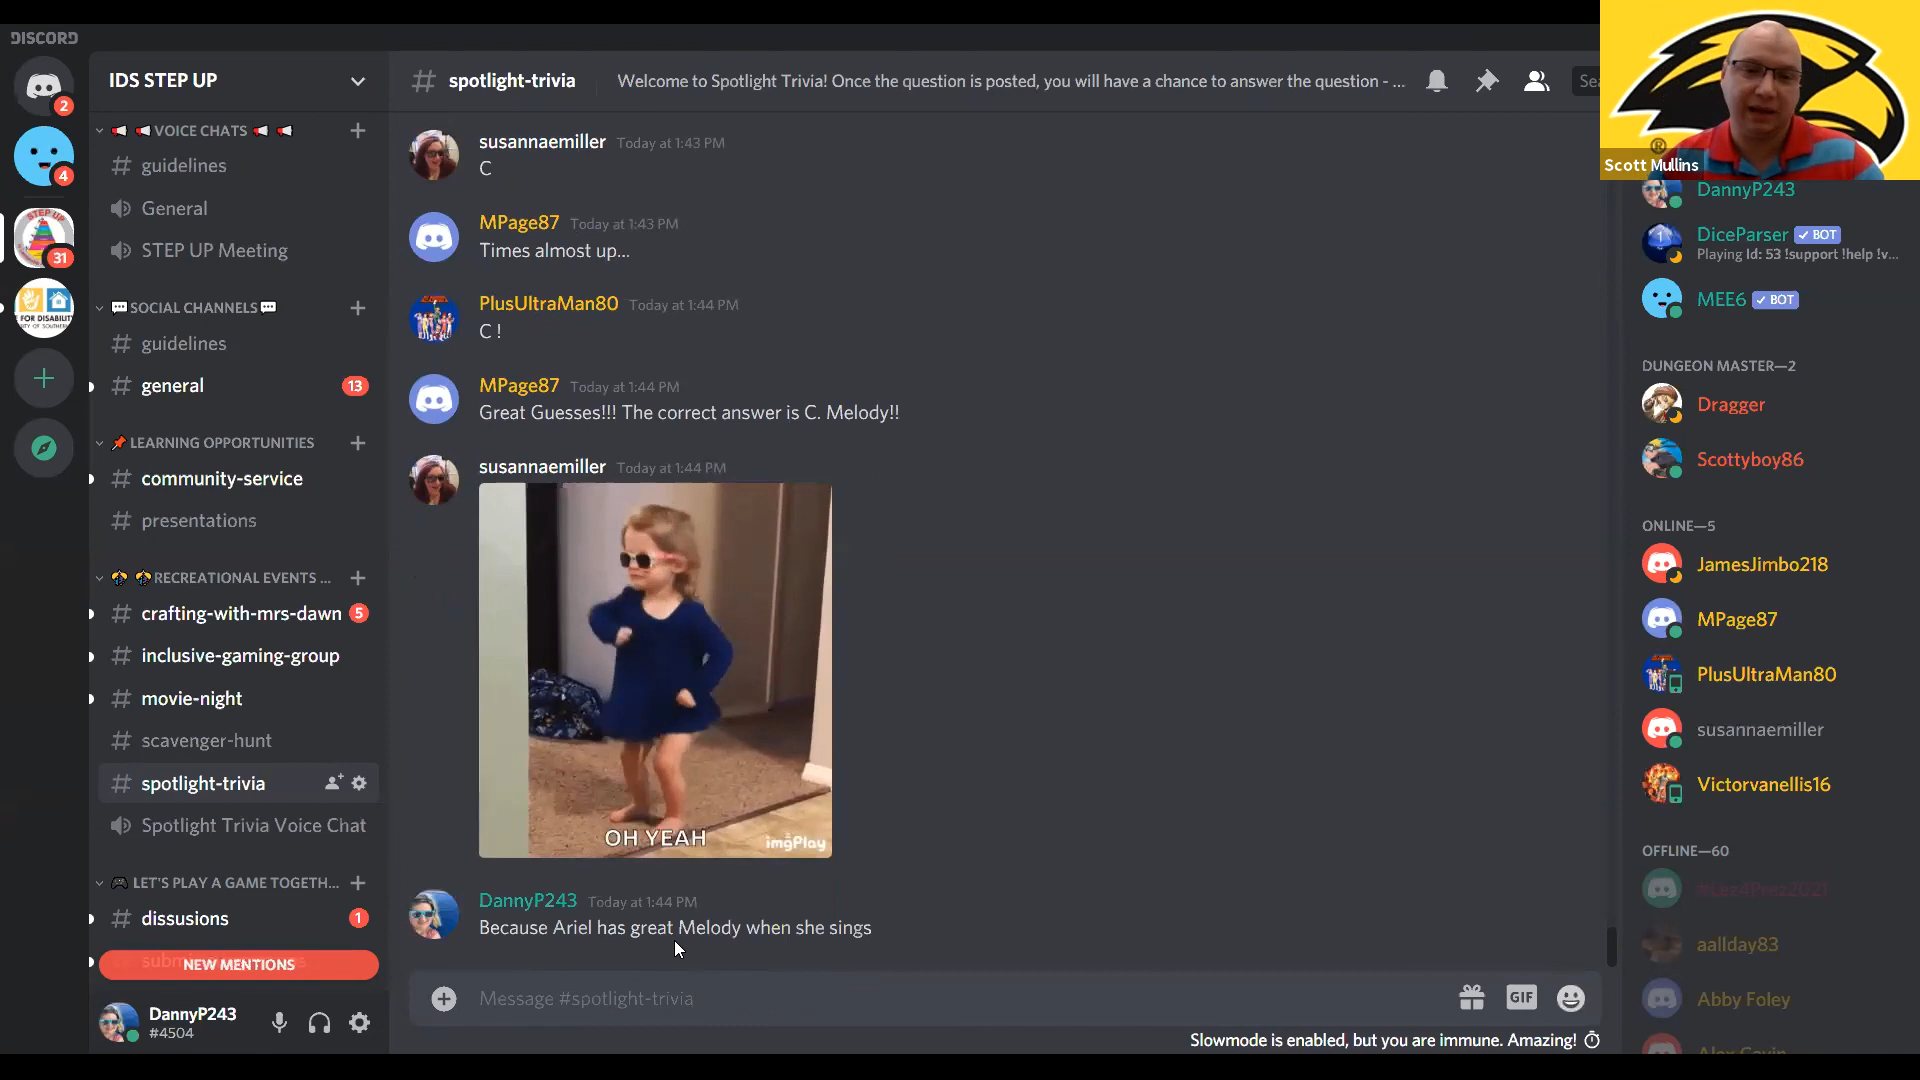 DISCORD
2
4
STEP UP
31
E FOR DISABILIT
IDS STEP UP
VOICE CHATS
# guidelines
General
STEP UP Meeting
SOCIAL CHANNELS
# guidelines
# general 13
LEARNING OPPORTUNITIES
# community-service
# presentations
RECREATIONAL EVENTS ...
# crafting-with-mrs-dawn 5
# inclusive-gaming-group
# movie-night
# scavenger-hunt
# spotlight-trivia
Spotlight Trivia Voice Chat
LET'S PLAY A GAME TOGETH...
# dissusions 1
NEW MENTIONS
DannyP243
#4504
# spotlight-trivia Welcome to Spotlight Trivia! Once the question is posted, you will have a chance to answer the question - ...
susannaemiller Today at 1:43 PM
C
MPage87 Today at 1:43 PM
Times almost up...
PlusUltraMan80 Today at 1:44 PM
C !
MPage87 Today at 1:44 PM
Great Guesses!!! The correct answer is C. Melody!!
susannaemiller Today at 1:44 PM
OH YEAH
imgPlay
DannyP243 Today at 1:44 PM
Because Ariel has great Melody when she sings
Message #spotlight-trivia
GIF
Slowmode is enabled, but you are immune. Amazing!
Sea
®
Scott Mullins
DannyP243
DiceParser ✓ BOT
Playing Id: 53 !support !help !v...
MEE6 ✓ BOT
DUNGEON MASTER—2
Dragger
Scottyboy86
ONLINE—5
JamesJimbo218
MPage87
PlusUltraMan80
susannaemiller
Victorvanellis16
OFFLINE—60
aallday83
Abby Foley